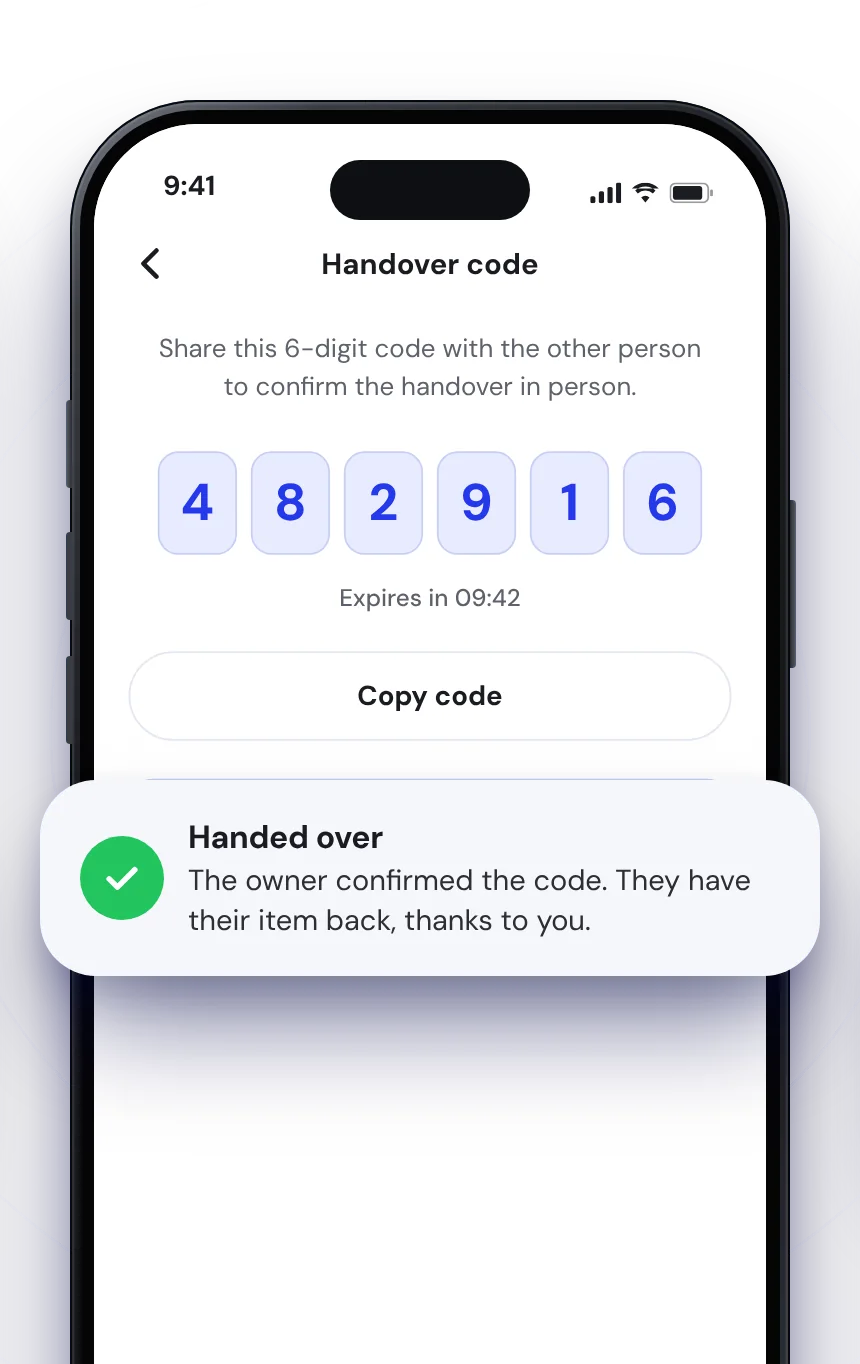 9:41
Handover code
Share this 6-digit code with the other person
to confirm the handover in person.
4 8 2 9 1 6
Expires in 09:42
Copy code
Handed over
The owner confirmed the code. They have
their item back, thanks to you.